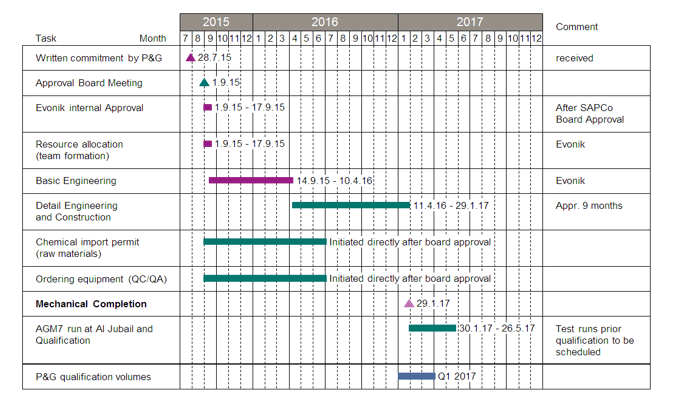 2015 2016 2017 Comment
Task Month 7 8 9 10 11 12 1 2 3 4 5 6 7 8 9 10 11 12 1 2 3 4 5 6 7 8 9 10 11 12
Written commitment by P&G 28.7.15 received
Approval Board Meeting 1.9.15
Evonik internal Approval 1.9.15 - 17.9.15 After SAPCo
Board Approval
Resource allocation 1.9.15 - 17.9.15 Evonik
(team formation)
Basic Engineering 14.9.15 - 10.4.16 Evonik
Detail Engineering 11.4.16 - 29.1.17 Appr. 9 months
and Construction
Chemical import permit Initiated directly after board approval
(raw materials)
Ordering equipment (QC/QA) Initiated directly after board approval
Mechanical Completion 29.1.17
AGM7 run at Al Jubail and 30.1.17 - 26.5.17 Test runs prior
Qualification qualification to be
scheduled
P&G qualification volumes Q1 2017